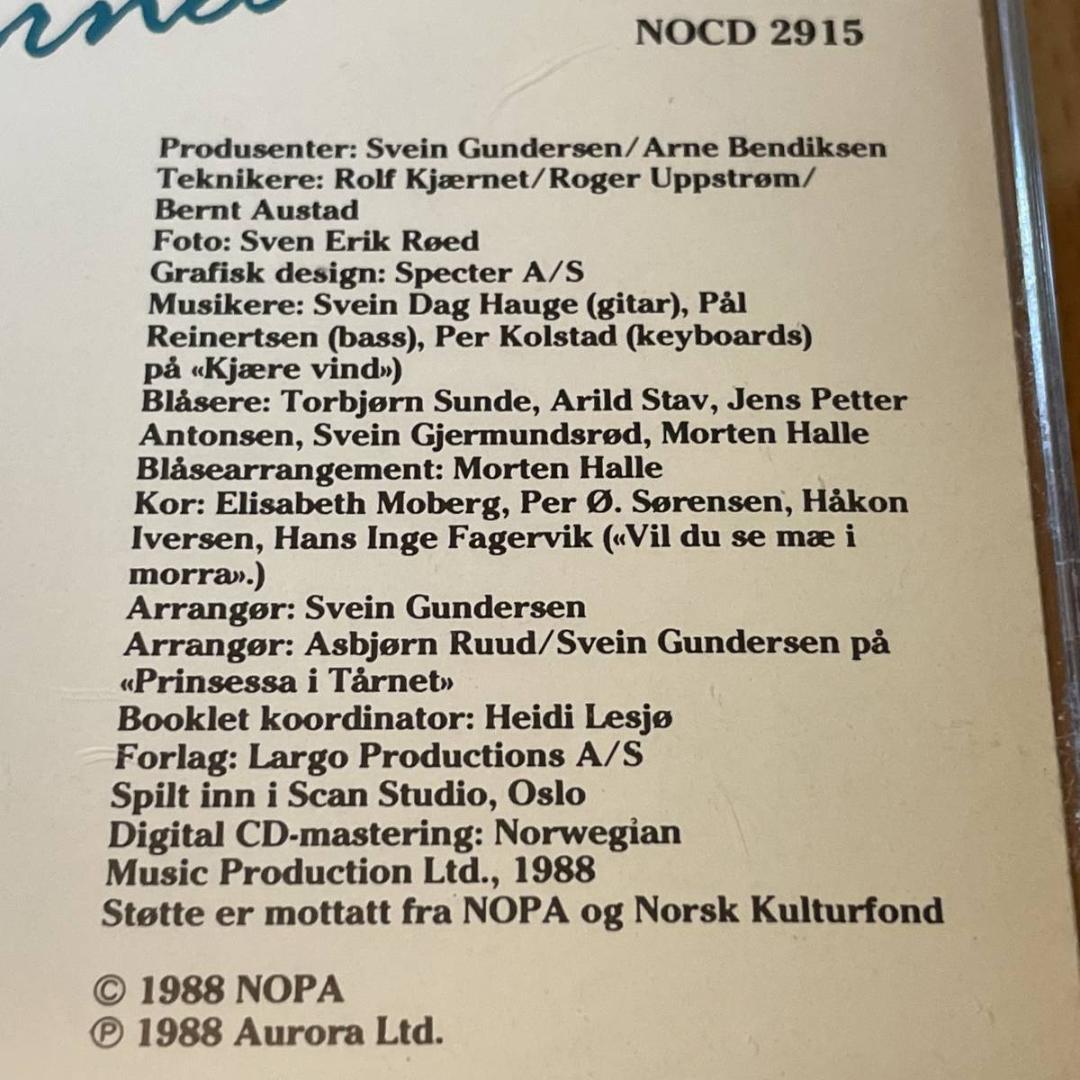 NOCD 2915
Produsenter: Svein Gundersen/Arne Bendiksen
Teknikere: Rolf Kjærnet/Roger Uppstrøm/
Bernt Austad
Foto: Sven Erik Røed
Grafisk design: Specter A/S
Musikere: Svein Dag Hauge (gitar), Pål
Reinertsen (bass), Per Kolstad (keyboards)
på «Kjære vind»)
Blåsere: Torbjørn Sunde, Arild Stav, Jens Petter
Antonsen, Svein Gjermundsrød, Morten Halle
Blåsearrangement: Morten Halle
Kor: Elisabeth Moberg, Per Ø. Sørensen, Håkon
Iversen, Hans Inge Fagervik («Vil du se mæ i
morra».)
Arrangør: Svein Gundersen
Arrangør: Asbjørn Ruud/Svein Gundersen på
«Prinsessa i Tårnet»
Booklet koordinator: Heidi Lesjø
Forlag: Largo Productions A/S
Spilt inn i Scan Studio, Oslo
Digital CD-mastering: Norwegian
Music Production Ltd., 1988
Støtte er mottatt fra NOPA og Norsk Kulturfond
© 1988 NOPA
℗ 1988 Aurora Ltd.